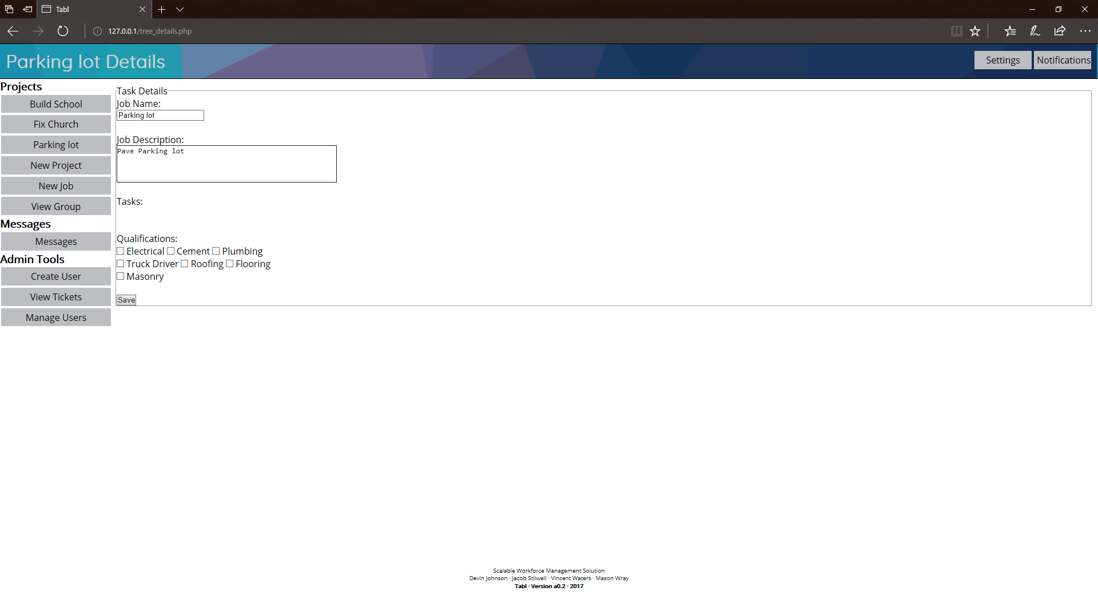 Tabl
127.0.0.1/tree_details.php
Parking lot Details
Settings
Notifications
Projects
Build School
Fix Church
Parking lot
New Project
New Job
View Group
Messages
Messages
Admin Tools
Create User
View Tickets
Manage Users
Task Details
Job Name:
Parking lot
Job Description:
Pave Parking lot
Tasks:
Qualifications:
Electrical Cement Plumbing
Truck Driver Roofing Flooring
Masonry
Save
Scalable Workforce Management Solution
Devin Johnson · Jacob Stilwell · Vincent Waters · Mason Wray
Tabl · Version a0.2 · 2017